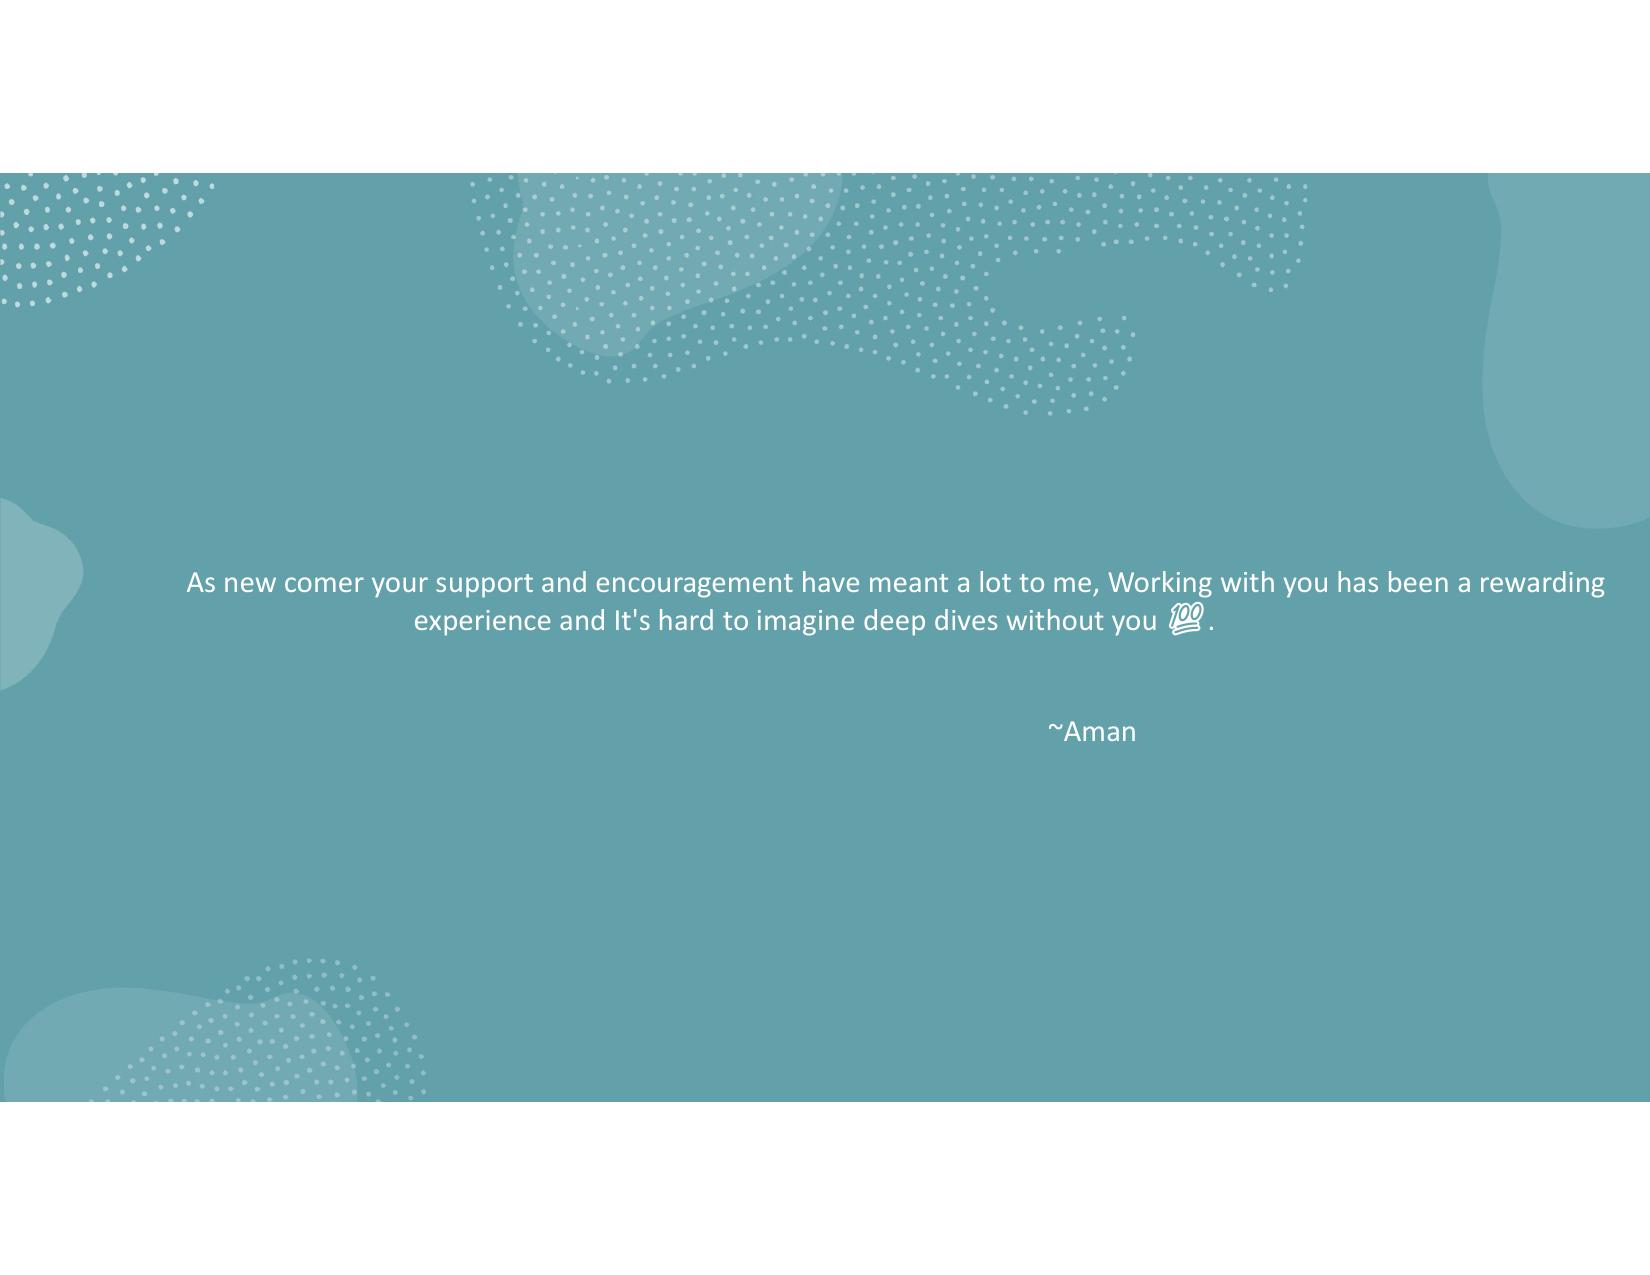 As new comer your support and encouragement have meant a lot to me, Working with you has been a rewarding
experience and It's hard to imagine deep dives without you 💯.
~Aman